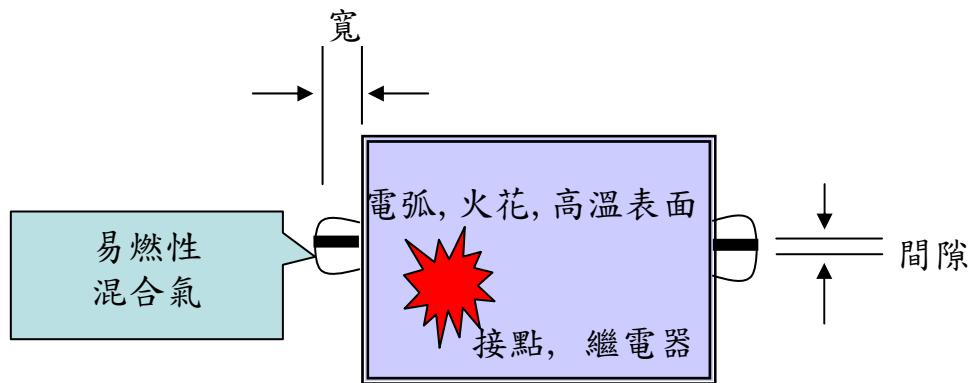 寬
電弧, 火花, 高溫表面
易燃性
混合氣
間隙
接點, 繼電器